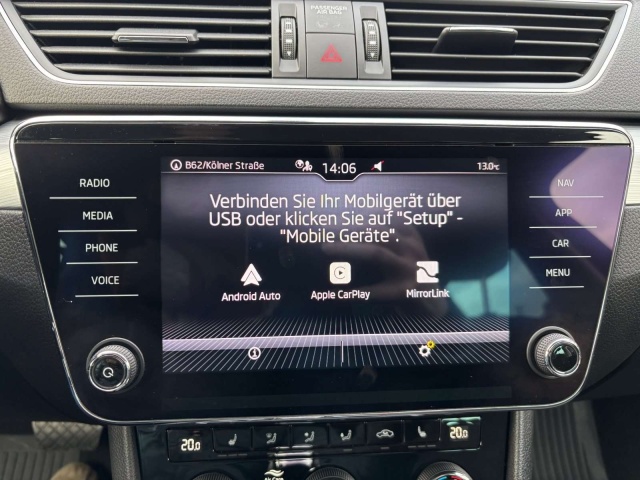 PASSENGER
AIR BAG
B62/Kölner Straße 14:06 13.0°C
RADIO
MEDIA
PHONE
VOICE
Verbinden Sie Ihr Mobilgerät über
USB oder klicken Sie auf "Setup" -
"Mobile Geräte".
Android Auto Apple CarPlay MirrorLink
NAV
APP
CAR
MENU
20.0 20.0
Air Care